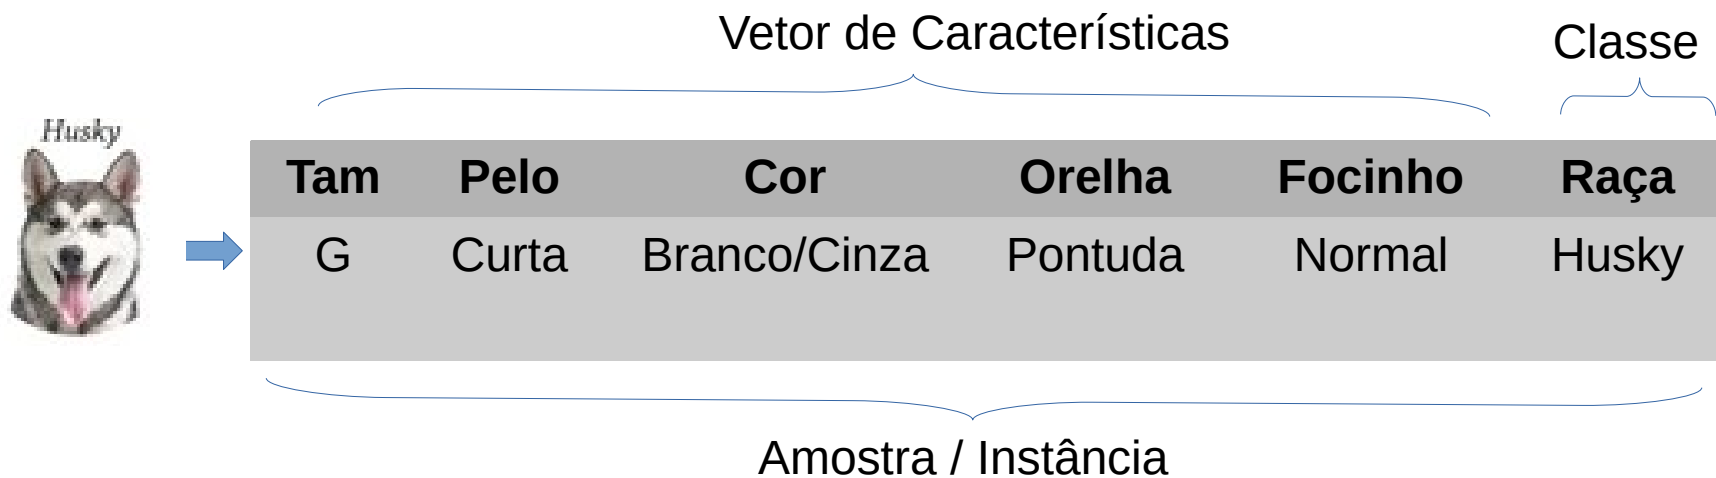 Vetor de Características
Classe
Husky
Tam Pelo Cor Orelha Focinho Raça
G Curta Branco/Cinza Pontuda Normal Husky
Amostra / Instância